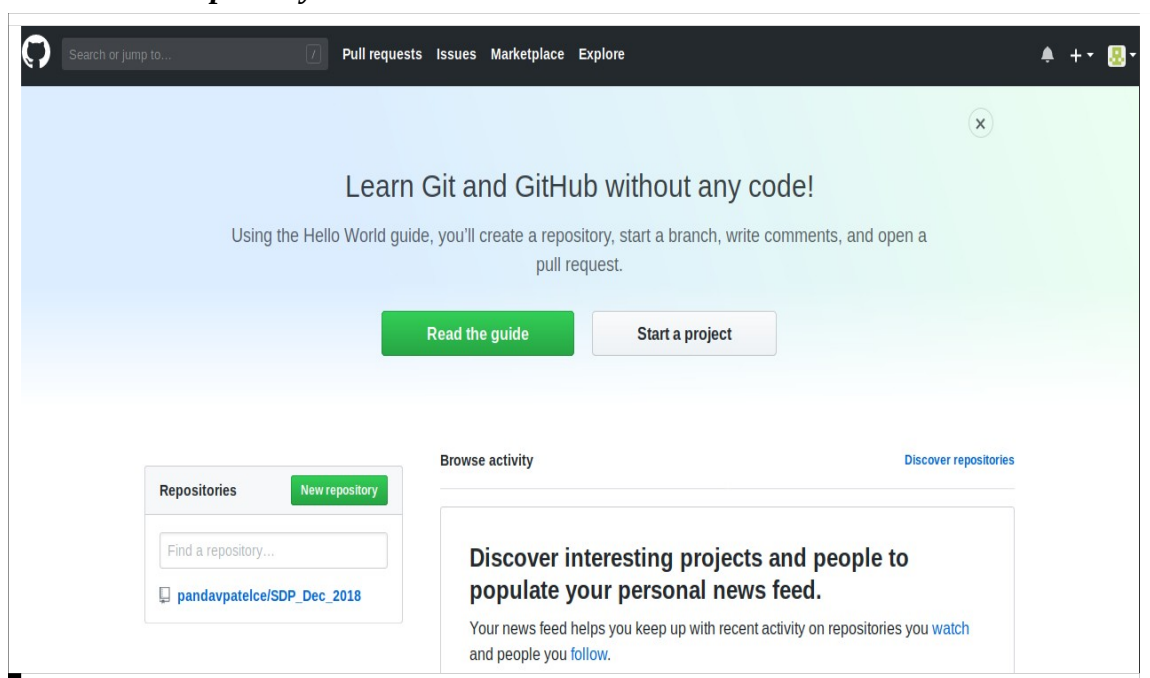 Search or jump to... /
Pull requests Issues Marketplace Explore
Learn Git and GitHub without any code!
Using the Hello World guide, you’ll create a repository, start a branch, write comments, and open a
pull request.
Read the guide
Start a project
Repositories
New repository
Find a repository…
pandavpatelce/SDP_Dec_2018
Browse activity
Discover repositories
Discover interesting projects and people to
populate your personal news feed.
Your news feed helps you keep up with recent activity on repositories you watch
and people you follow.